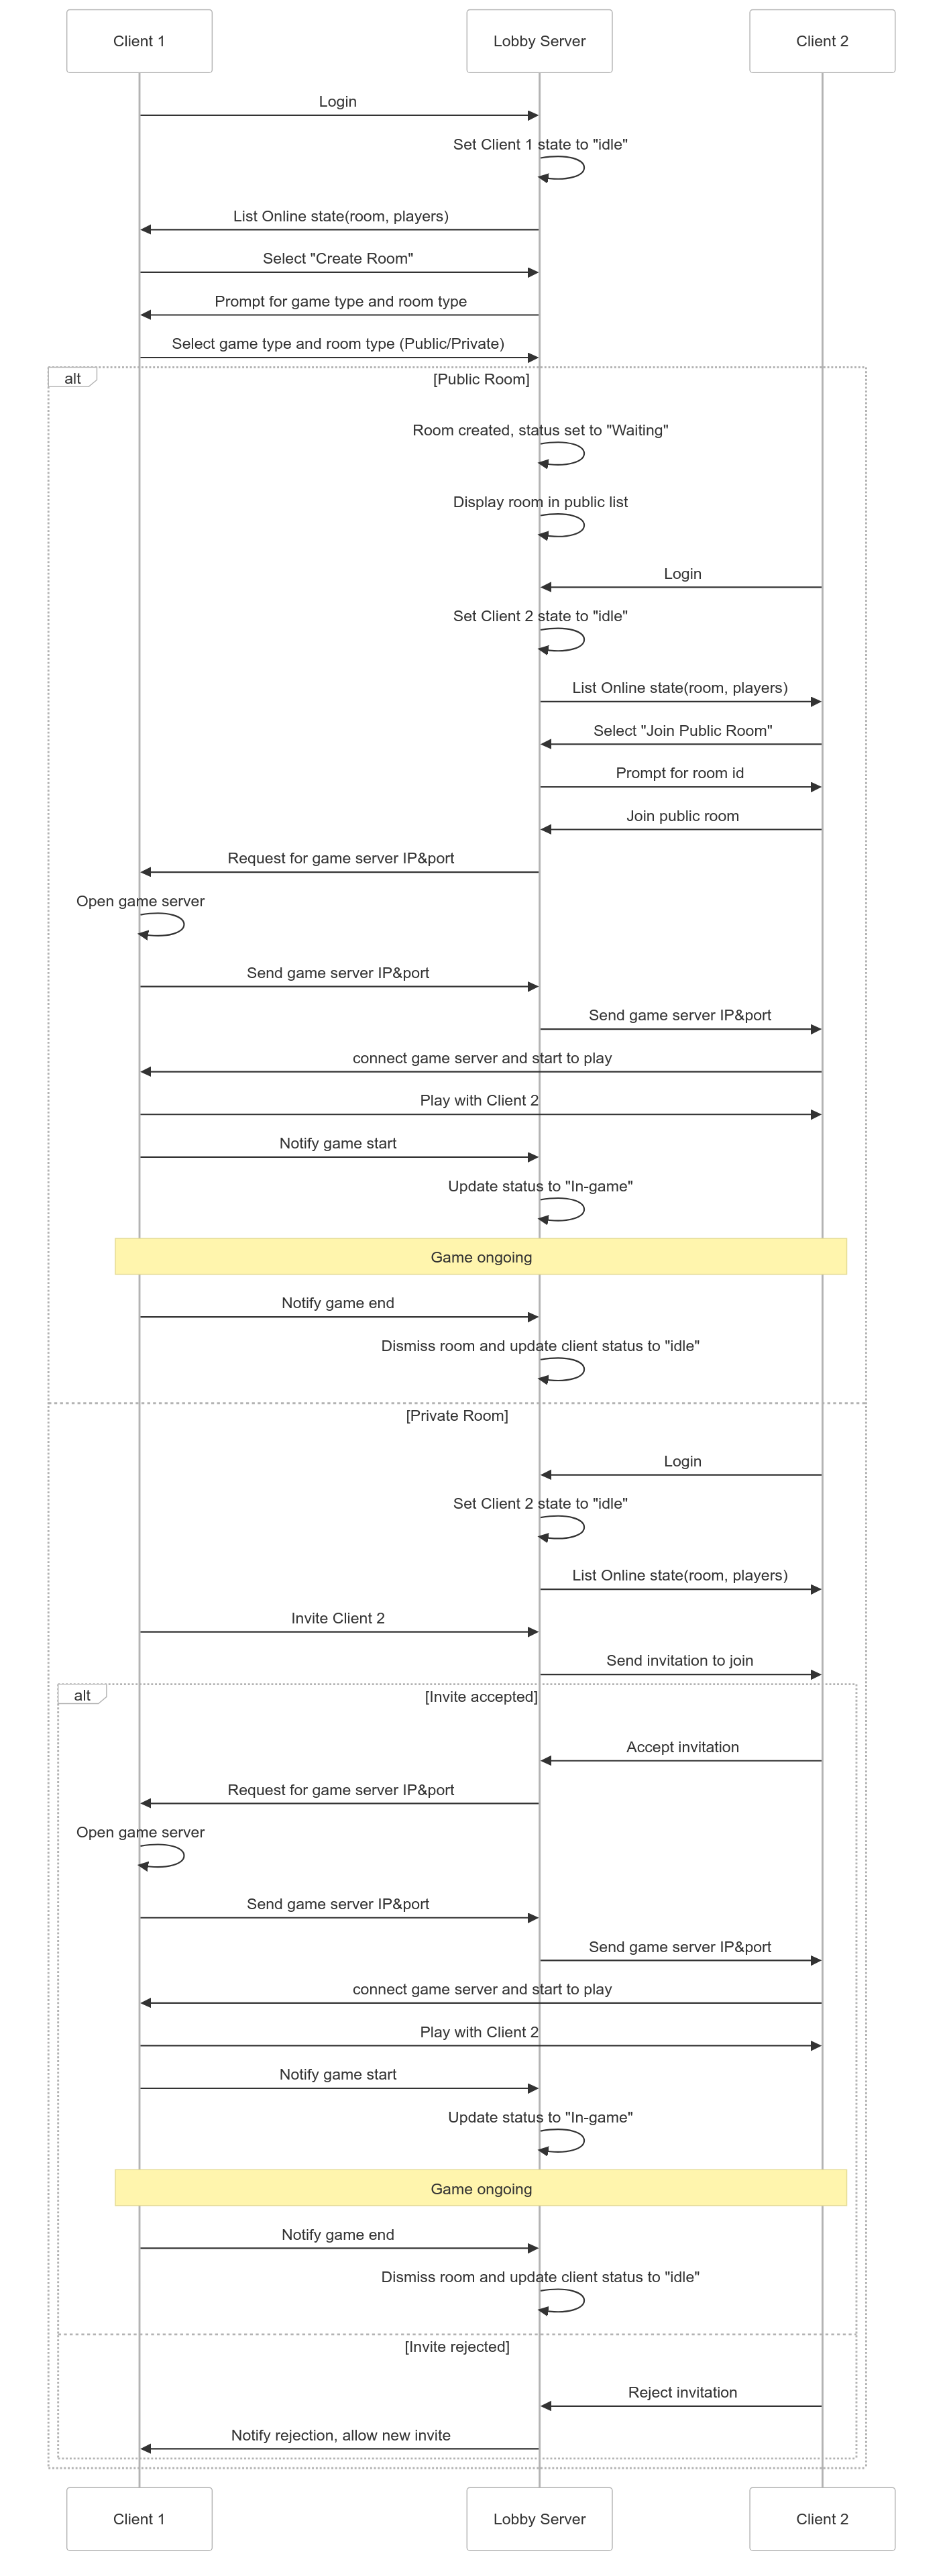 Client 1
Lobby Server
Client 2
Login
Set Client 1 state to "idle"
List Online state(room, players)
Select "Create Room"
Prompt for game type and room type
Select game type and room type (Public/Private)
alt
[Public Room]
Room created, status set to "Waiting"
Display room in public list
Login
Set Client 2 state to "idle"
List Online state(room, players)
Select "Join Public Room"
Prompt for room id
Join public room
Request for game server IP&port
Open game server
Send game server IP&port
Send game server IP&port
connect game server and start to play
Play with Client 2
Notify game start
Update status to "In-game"
Game ongoing
Notify game end
Dismiss room and update client status to "idle"
[Private Room]
Login
Set Client 2 state to "idle"
List Online state(room, players)
Invite Client 2
Send invitation to join
alt
[Invite accepted]
Accept invitation
Request for game server IP&port
Open game server
Send game server IP&port
Send game server IP&port
connect game server and start to play
Play with Client 2
Notify game start
Update status to "In-game"
Game ongoing
Notify game end
Dismiss room and update client status to "idle"
[Invite rejected]
Reject invitation
Notify rejection, allow new invite
Client 1
Lobby Server
Client 2